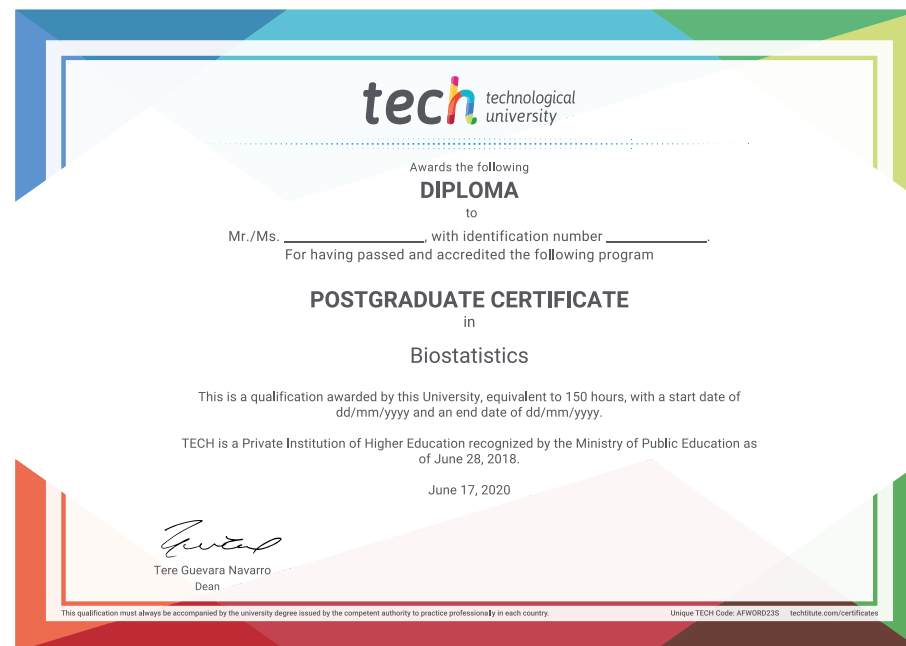 tech technological
university
Awards the following
DIPLOMA
to
Mr./Ms. ____________, with identification number ____________.
For having passed and accredited the following program
POSTGRADUATE CERTIFICATE
in
Biostatistics
This is a qualification awarded by this University, equivalent to 150 hours, with a start date of
dd/mm/yyyy and an end date of dd/mm/yyyy.
TECH is a Private Institution of Higher Education recognized by the Ministry of Public Education as
of June 28, 2018.
June 17, 2020
Tere Guevara Navarro
Dean
This qualification must always be accompanied by the university degree issued by the competent authority to practice professionally in each country.
Unique TECH Code: AFWORD23S techtitute.com/certificates